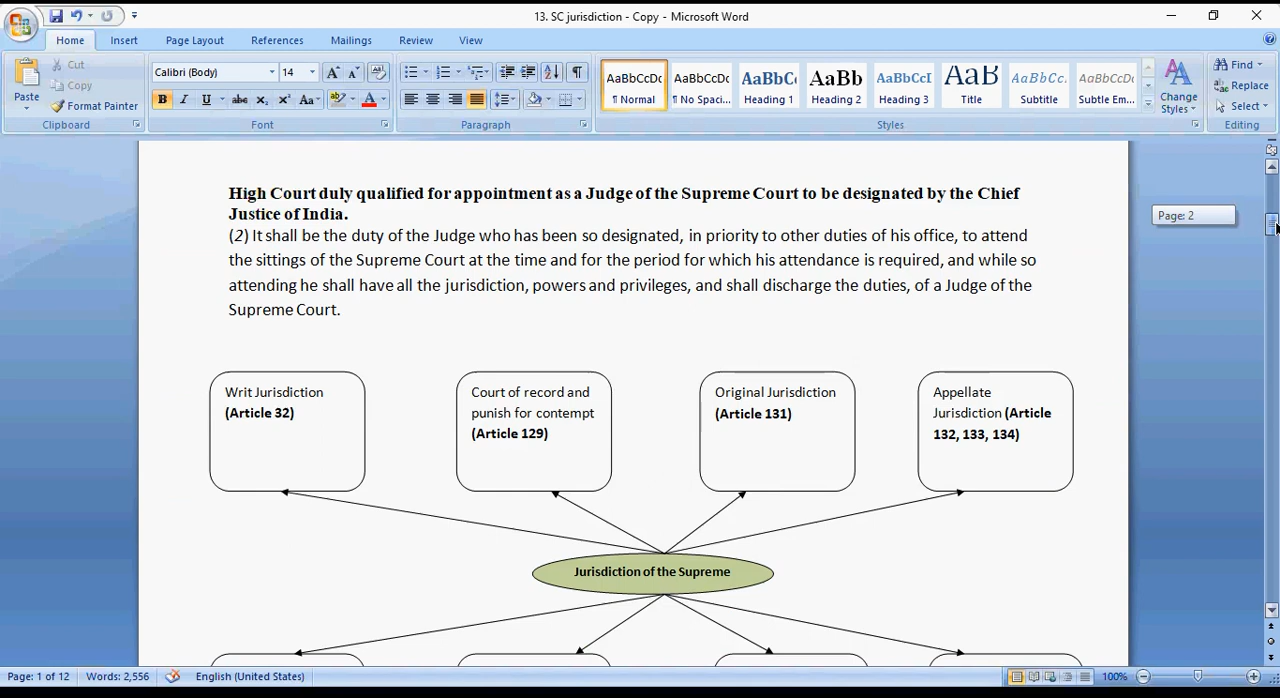 13. SC jurisdiction - Copy - Microsoft Word
Home Insert Page Layout References Mailings Review View
Paste
Cut
Copy
Format Painter
Clipboard
Calibri (Body) 14
B I U abc x₂ x² Aa
Font
Paragraph
AaBbCcDc AaBbCcDc AaBbCc AaBb AaBbCcI AaB AaBbCc. AaBbCcDc
¶ Normal ¶ No Spaci... Heading 1 Heading 2 Heading 3 Title Subtitle Subtle Em...
Change
Styles
Styles
Find
Replace
Select
Editing
High Court duly qualified for appointment as a Judge of the Supreme Court to be designated by the Chief
Justice of India.
(2) It shall be the duty of the Judge who has been so designated, in priority to other duties of his office, to attend
the sittings of the Supreme Court at the time and for the period for which his attendance is required, and while so
attending he shall have all the jurisdiction, powers and privileges, and shall discharge the duties, of a Judge of the
Supreme Court.
Page: 2
Writ Jurisdiction
(Article 32)
Court of record and
punish for contempt
(Article 129)
Original Jurisdiction
(Article 131)
Appellate
Jurisdiction (Article
132, 133, 134)
Jurisdiction of the Supreme
Page: 1 of 12 Words: 2,556 English (United States) 100%